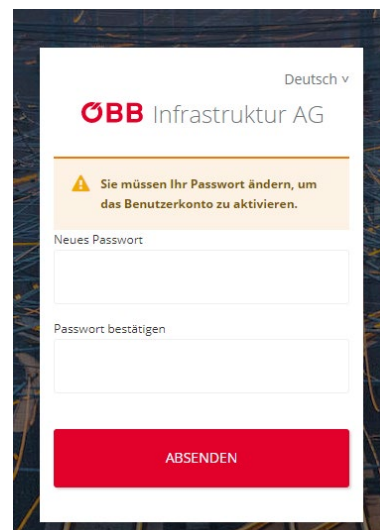 Deutsch v
ÖBB Infrastruktur AG
Sie müssen Ihr Passwort ändern, um
das Benutzerkonto zu aktivieren.
Neues Passwort
Passwort bestätigen
ABSENDEN